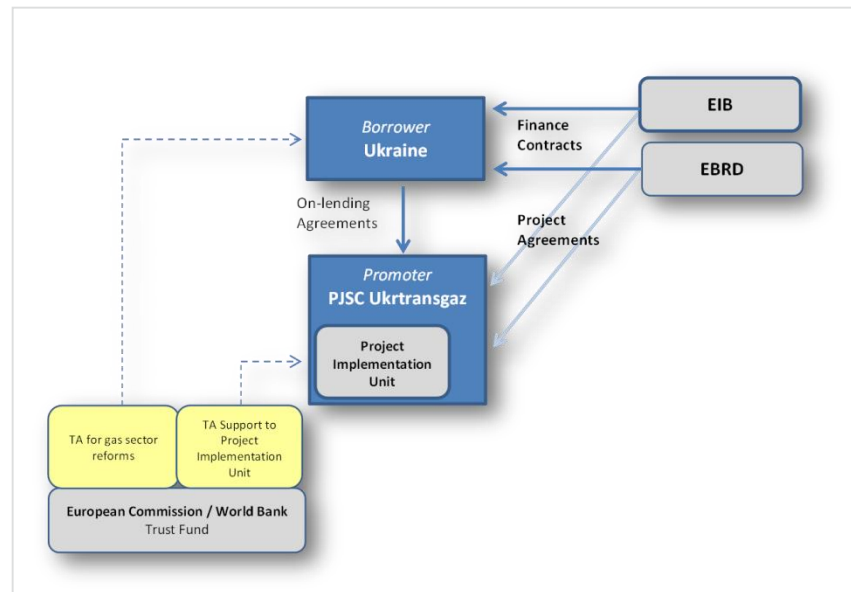 EIB
Borrower
Ukraine
Finance
Contracts
EBRD
On-lending
Agreements
Project
Agreements
Promoter
PJSC Ukrtransgaz
Project
Implementation
Unit
TA for gas sector
reforms
TA Support to
Project
Implementation
Unit
European Commission / World Bank
Trust Fund